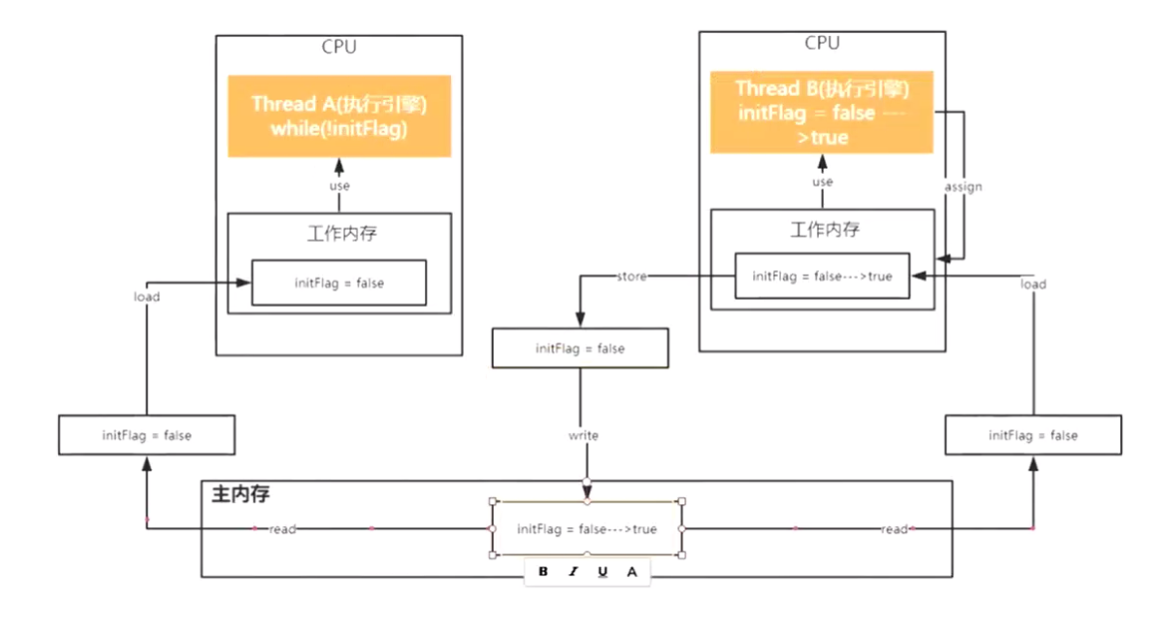 CPU
CPU
Thread A(执行引擎)
while(!initFlag)
Thread B(执行引擎)
initFlag = false ---
>true
use
use
assign
工作内存
工作内存
initFlag = false
initFlag = false--->true
load
store
load
initFlag = false
initFlag = false
write
initFlag = false
主内存
read
initFlag = false--->true
read
B I U A